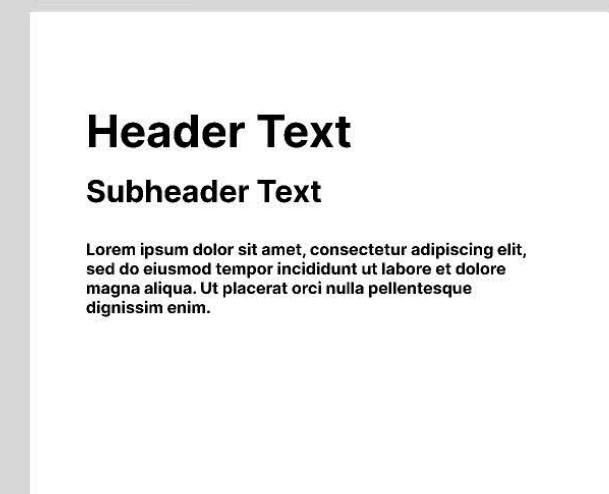 Header Text
Subheader Text
Lorem ipsum dolor sit amet, consectetur adipiscing elit,
sed do eiusmod tempor incididunt ut labore et dolore
magna aliqua. Ut placerat orci nulla pellentesque
dignissim enim.